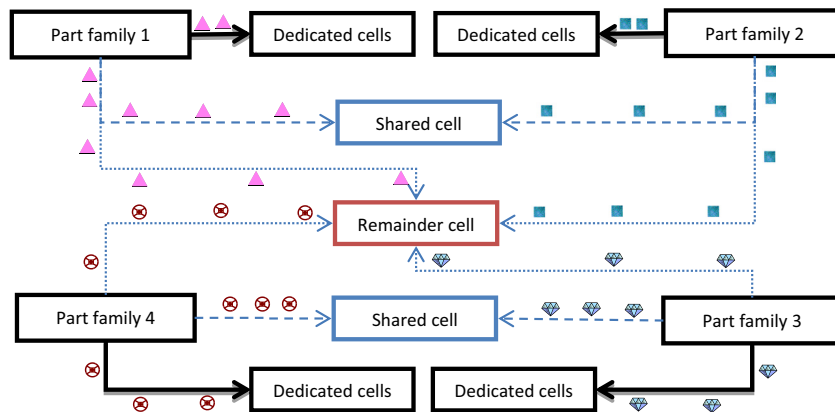 Part family 1
Dedicated cells
Dedicated cells
Part family 2
Shared cell
Remainder cell
Part family 4
Shared cell
Part family 3
Dedicated cells
Dedicated cells